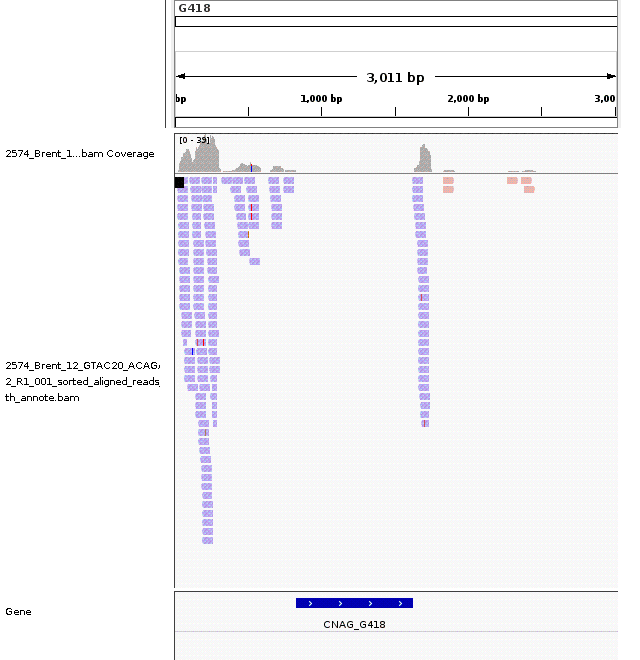 G418
3,011 bp
bp 1,000 bp 2,000 bp 3,00
[0 - 39]
2574_Brent_1...bam Coverage
2574_Brent_12_GTAC20_ACAG
2_R1_001_sorted_aligned_reads_
th_annote.bam
Gene
CNAG_G418